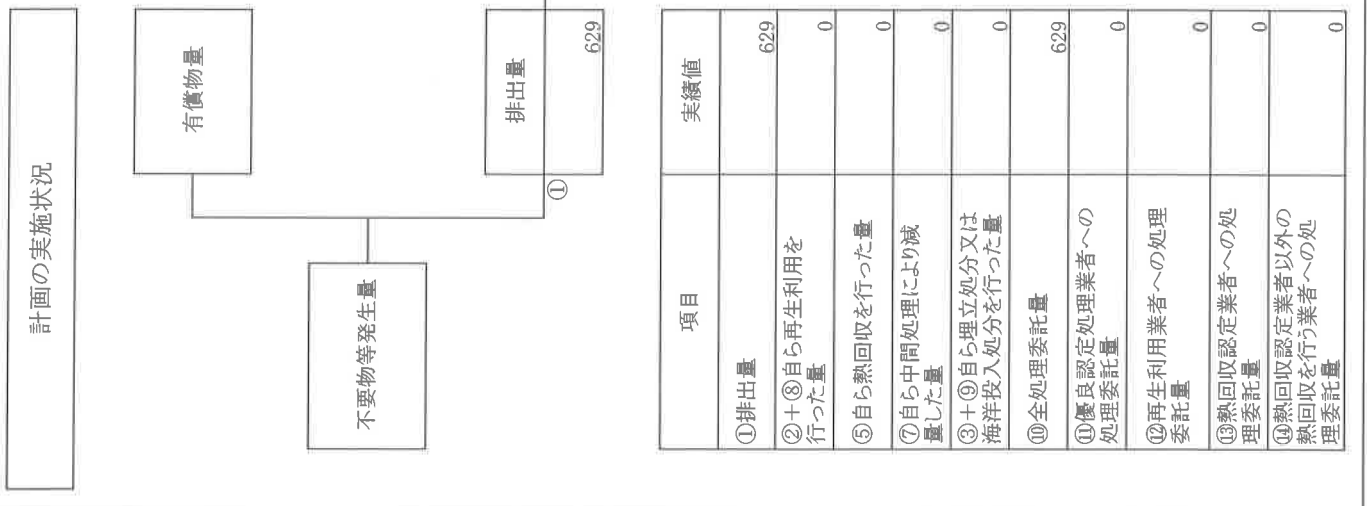 計画の実施状況
有償物量
不要物等発生量
排出量
①
629
項目
実績値
①排出量
629
②+⑧自ら再生利用を
行った量
0
⑤自ら熱回収を行った量
0
⑦自ら中間処理により減
量した量
0
③+⑨自ら埋立処分又は
海洋投入処分を行った量
0
⑩全処理委託量
629
⑪優良認定処理業者への
処理委託量
0
⑫再生利用業者への処理
委託量
0
⑬熱回収認定業者への処
理委託量
0
⑭熱回収認定業者以外の
熱回収を行う業者への処
理委託量
0